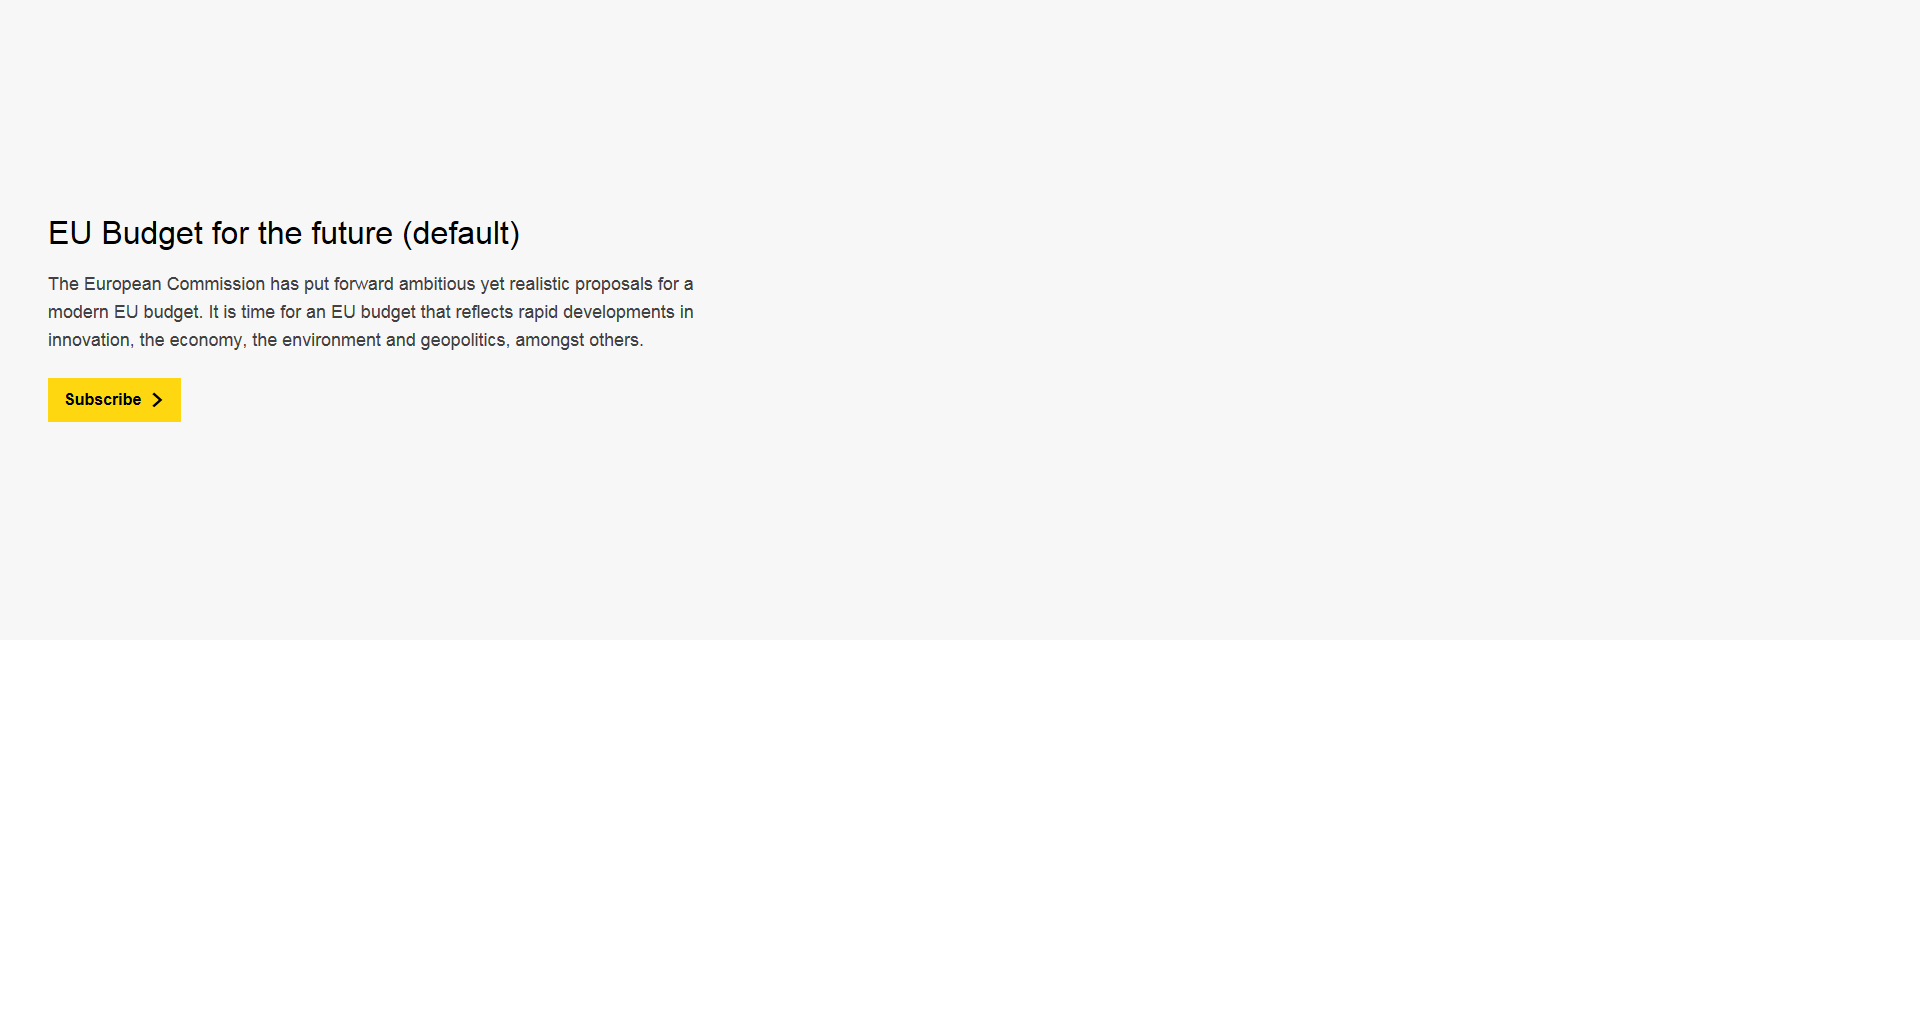 EU Budget for the future (default)
The European Commission has put forward ambitious yet realistic proposals for a
modern EU budget. It is time for an EU budget that reflects rapid developments in
innovation, the economy, the environment and geopolitics, amongst others.
Subscribe